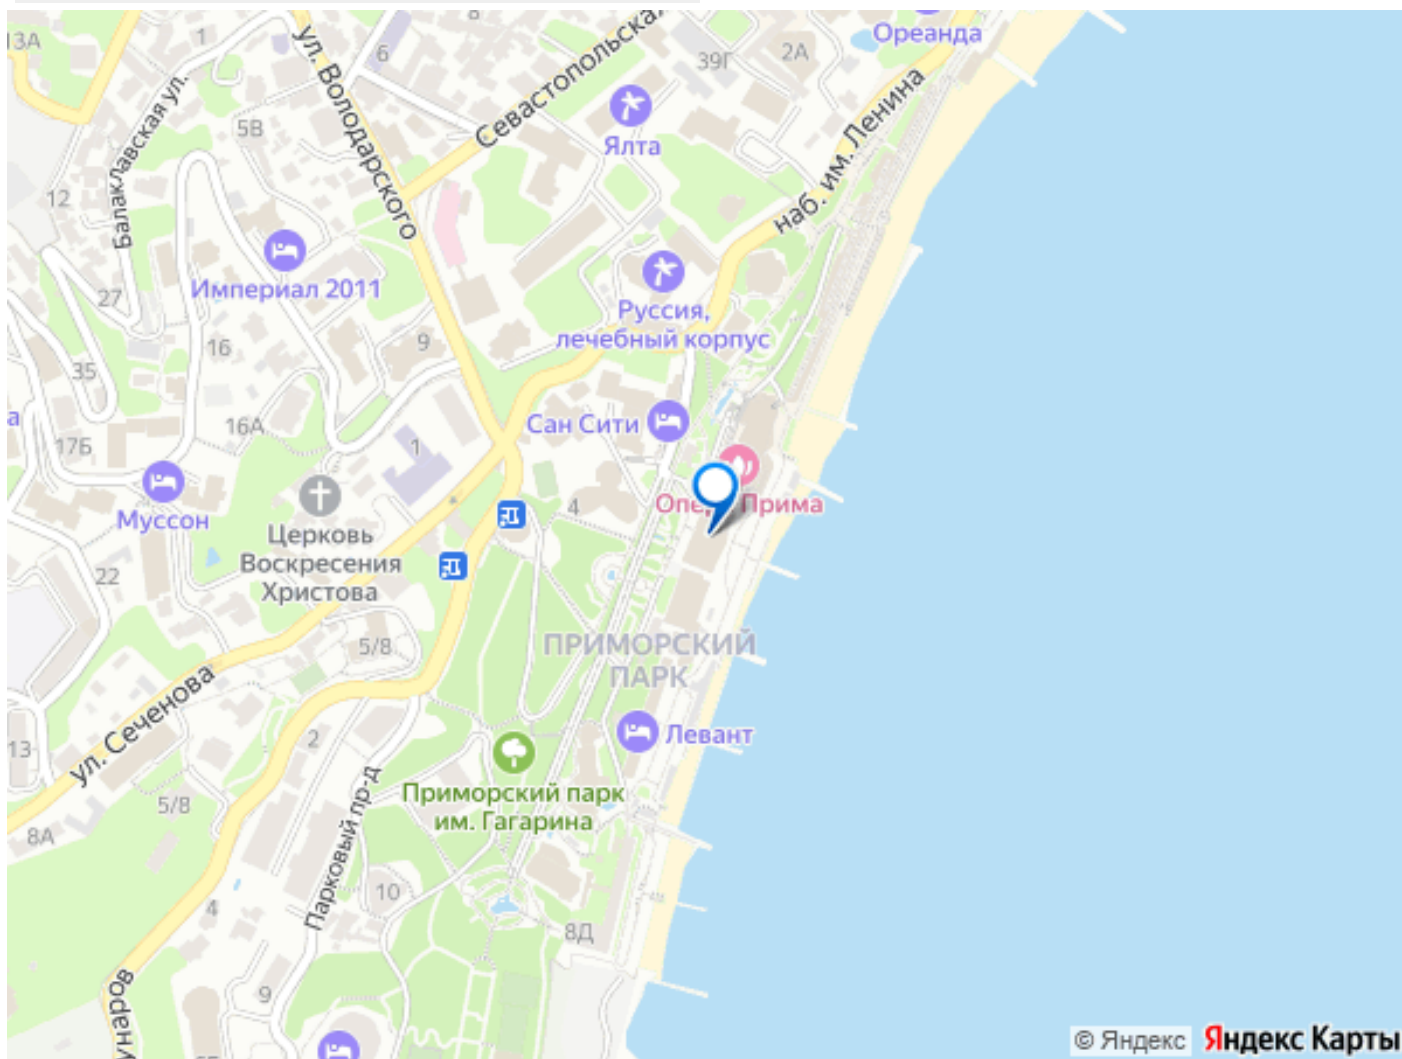 13А
1
6
39Г
2А
Ореанда
ул. Володарского
Севастопольская
наб. им. Ленина
Балаклавская ул.
5В
Ялта
12
Империал 2011
27
Руссия,
лечебный корпус
16
9
35
а
16А
17Б
1
Сан Сити
Муссон
Церковь
Воскресения
Христова
4
Прима
22
5/8
ПРИМОРСКИЙ
ПАРК
ул. Сеченова
13
2
Левант
5/8
8А
Приморский парк
им. Гагарина
Парковый пр-д
10
4
8Д
9
унаров
© Яндекс
Яндекс Карты